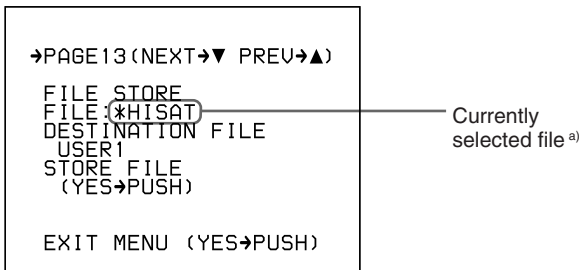 ➔PAGE13(NEXT➔▼ PREV➔▲)
FILE STORE
FILE:*HISAT
DESTINATION FILE
USER1
STORE FILE
(YES➔PUSH)
EXIT MENU (YES➔PUSH)
Currently
selected file a)